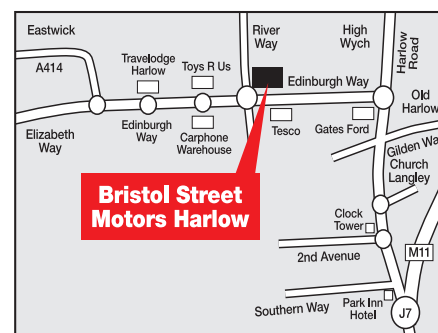 Eastwick
A414
River
Way
High
Wych
Harlow
Road
Travelodge
Harlow
Toys R Us
Edinburgh Way
Old
Harlow
Elizabeth
Way
Edinburgh
Way
Carphone
Warehouse
Tesco
Gates Ford
Gilden Way
Church
Langley
Bristol Street
Motors Harlow
Clock
Tower
2nd Avenue
M11
Southern Way
Park Inn
Hotel
J7